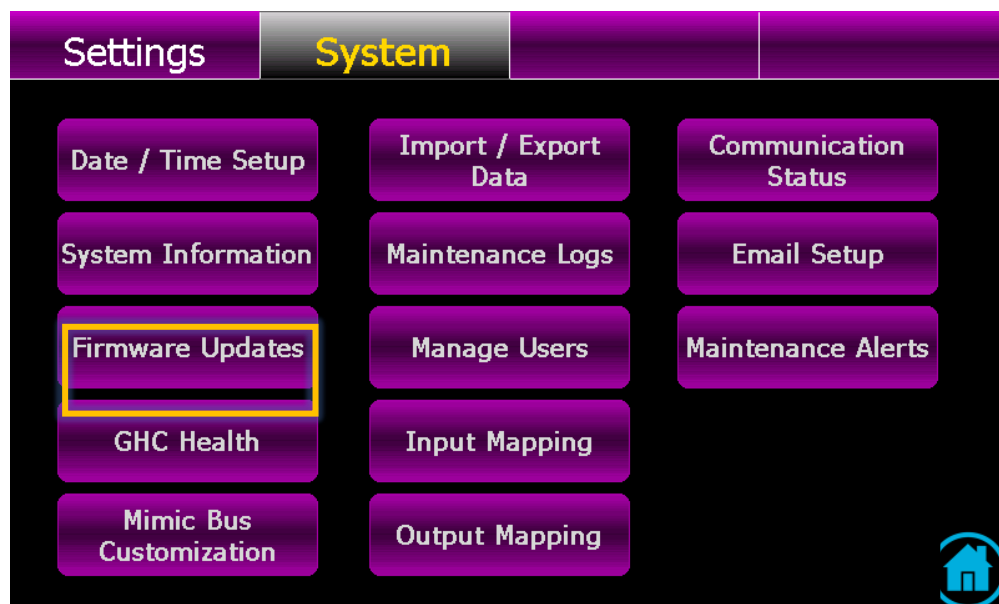 Settings System
Date / Time Setup
Import / Export
Data
Communication
Status
System Information
Maintenance Logs
Email Setup
Firmware Updates
Manage Users
Maintenance Alerts
GHC Health
Input Mapping
Mimic Bus
Customization
Output Mapping